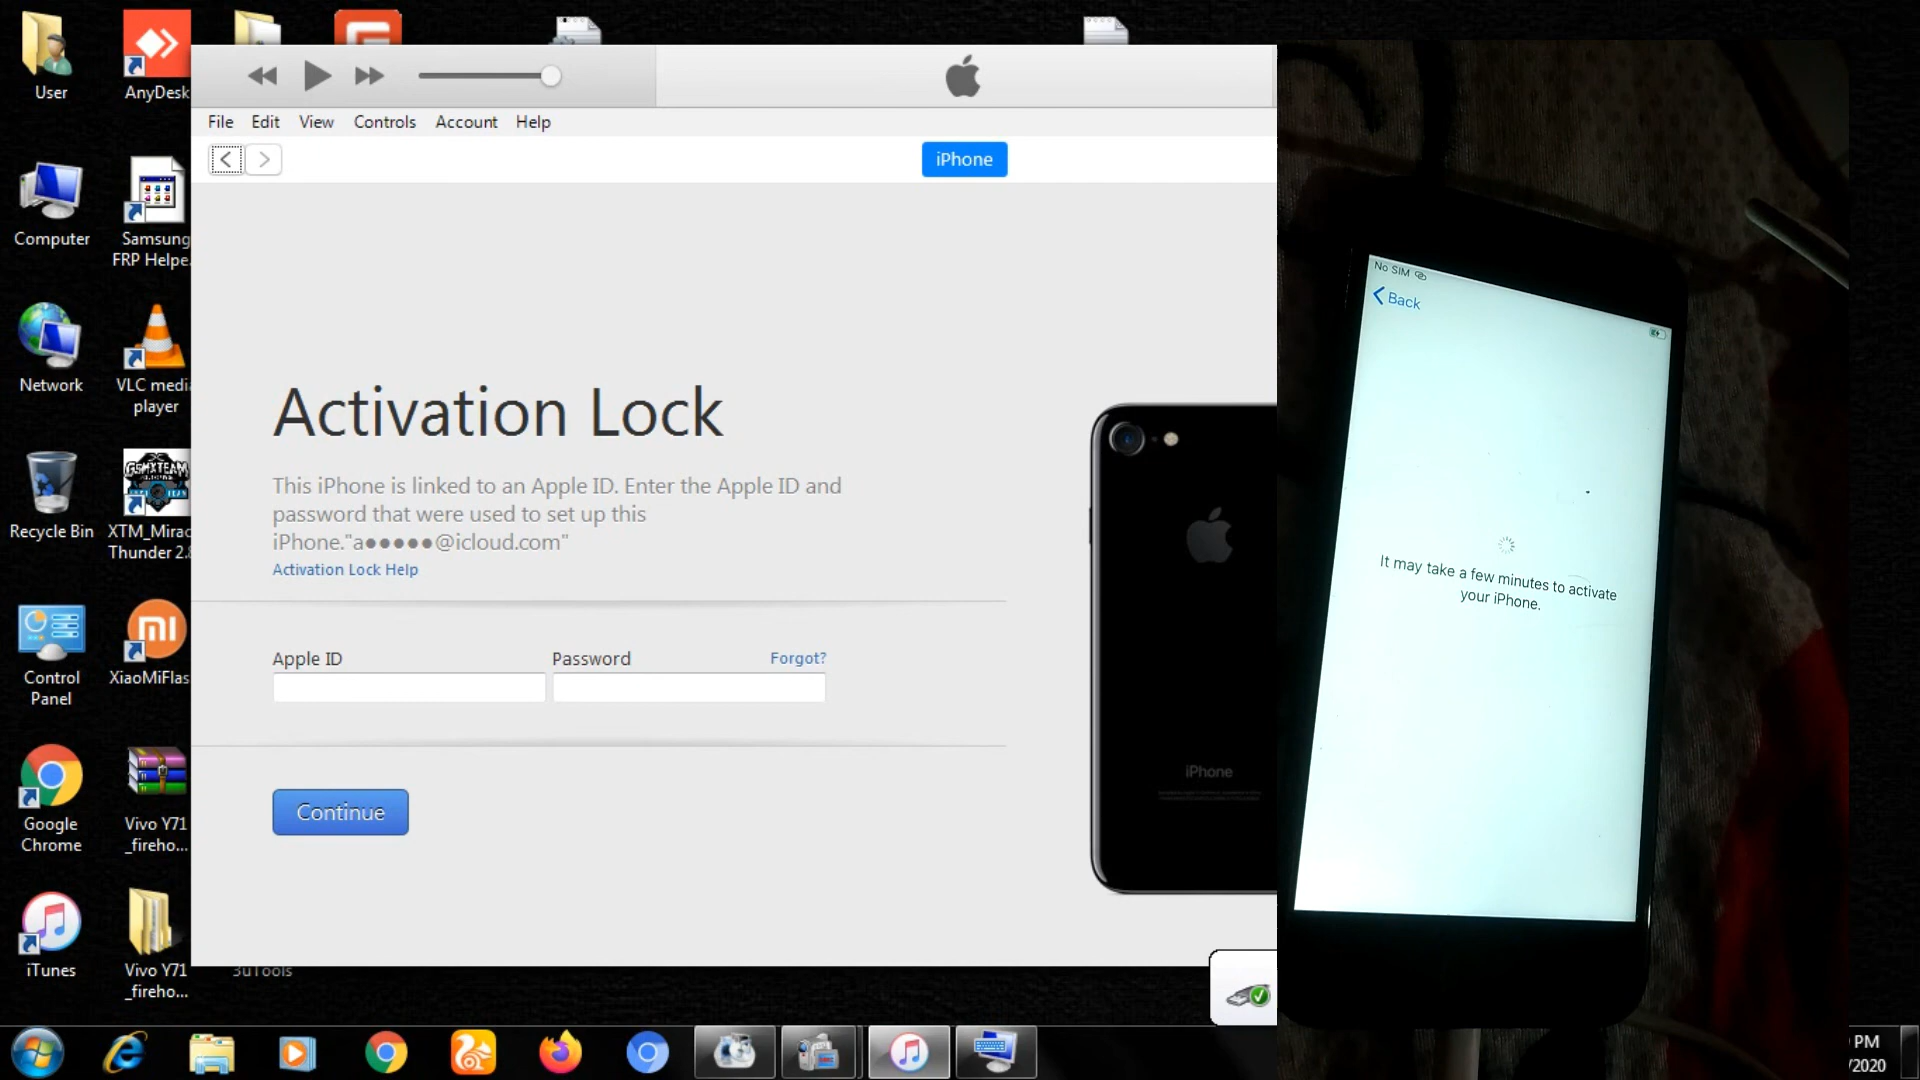 User
AnyDesk
Computer
Samsung
FRP Helpe...
Network
VLC medi
player
Recycle Bin
XTM_Mirac
Thunder 2.8
Control
Panel
XiaoMiFlas
Google
Chrome
Vivo Y71
_fireho...
iTunes
Vivo Y71
_fireho...
3uTools
File Edit View Controls Account Help
iPhone
Activation Lock
This iPhone is linked to an Apple ID. Enter the Apple ID and
password that were used to set up this
iPhone."a●●●●●@icloud.com"
Activation Lock Help
Apple ID
Password
Forgot?
Continue
iPhone
No SIM
Back
It may take a few minutes to activate
your iPhone.
PM
/2020